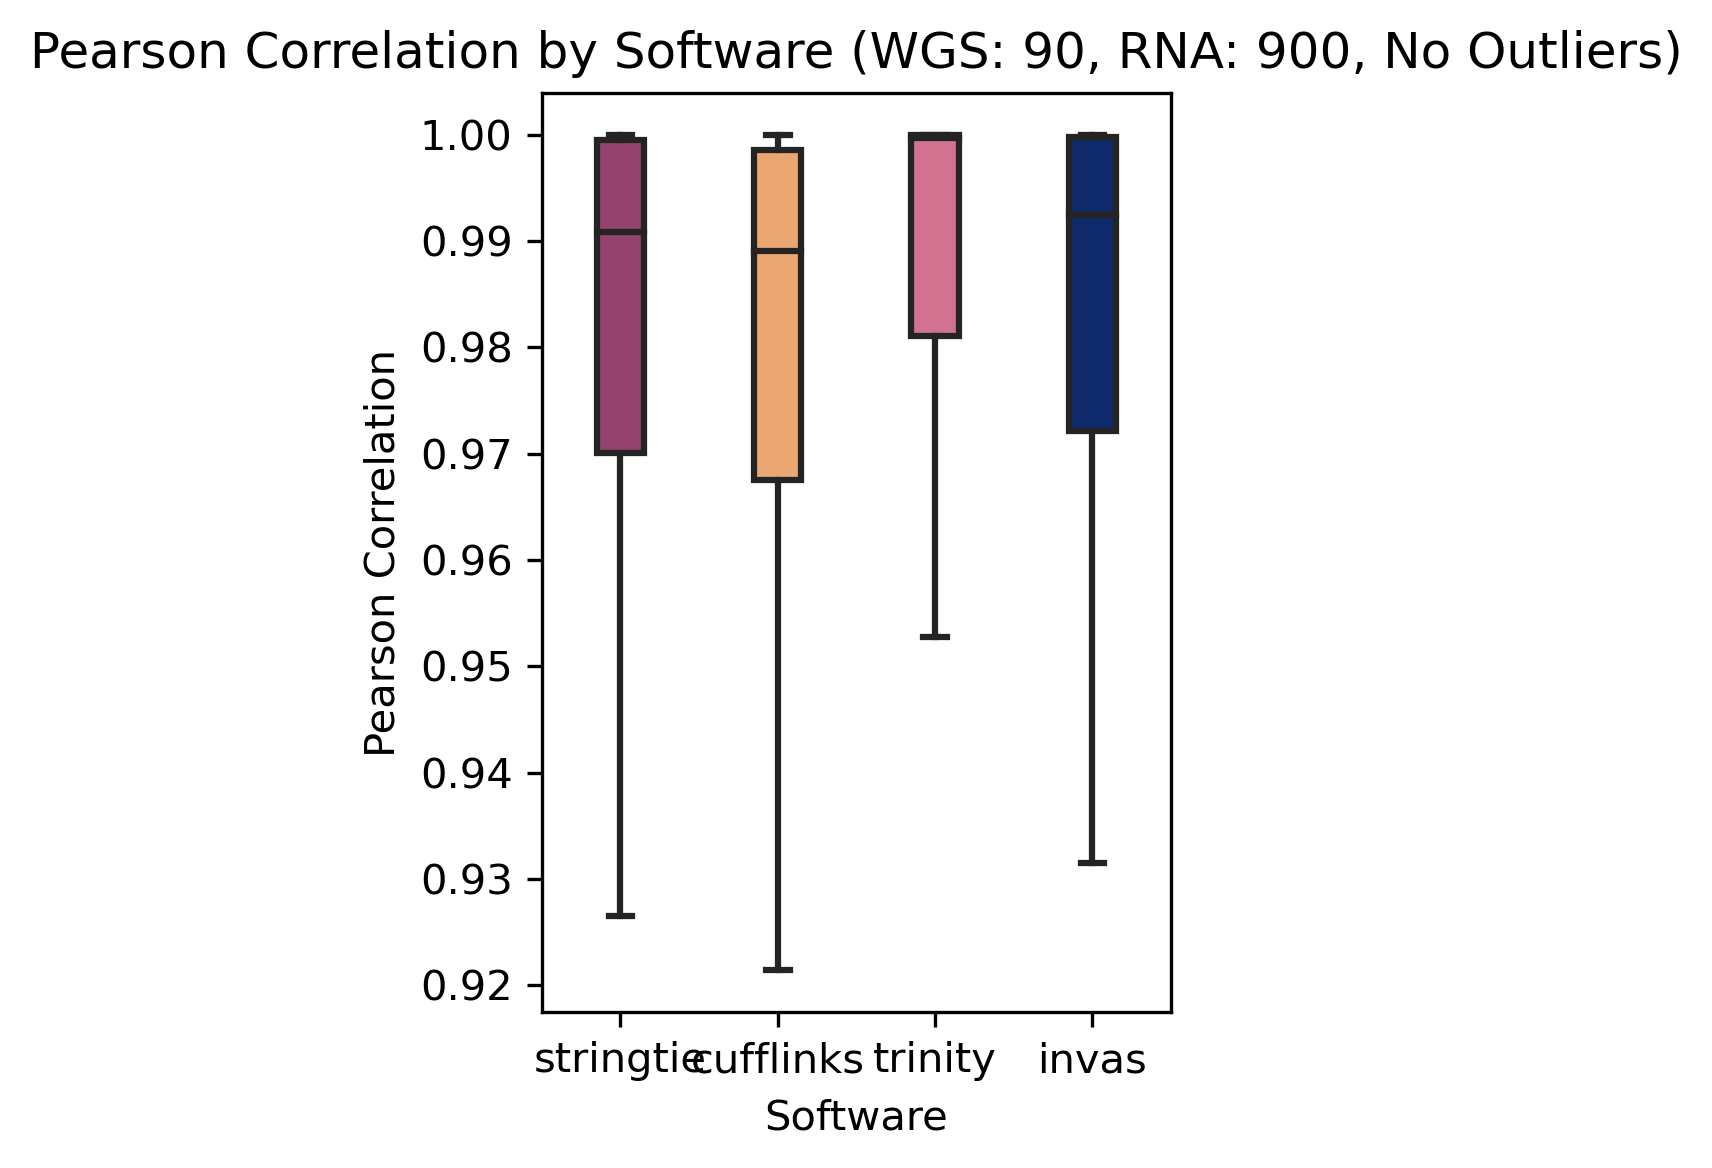 Pearson Correlation by Software (WGS: 90, RNA: 900, No Outliers)
Pearson Correlation
1.00
0.99
0.98
0.97
0.96
0.95
0.94
0.93
0.92
stringtie cufflinks trinity invas
Software